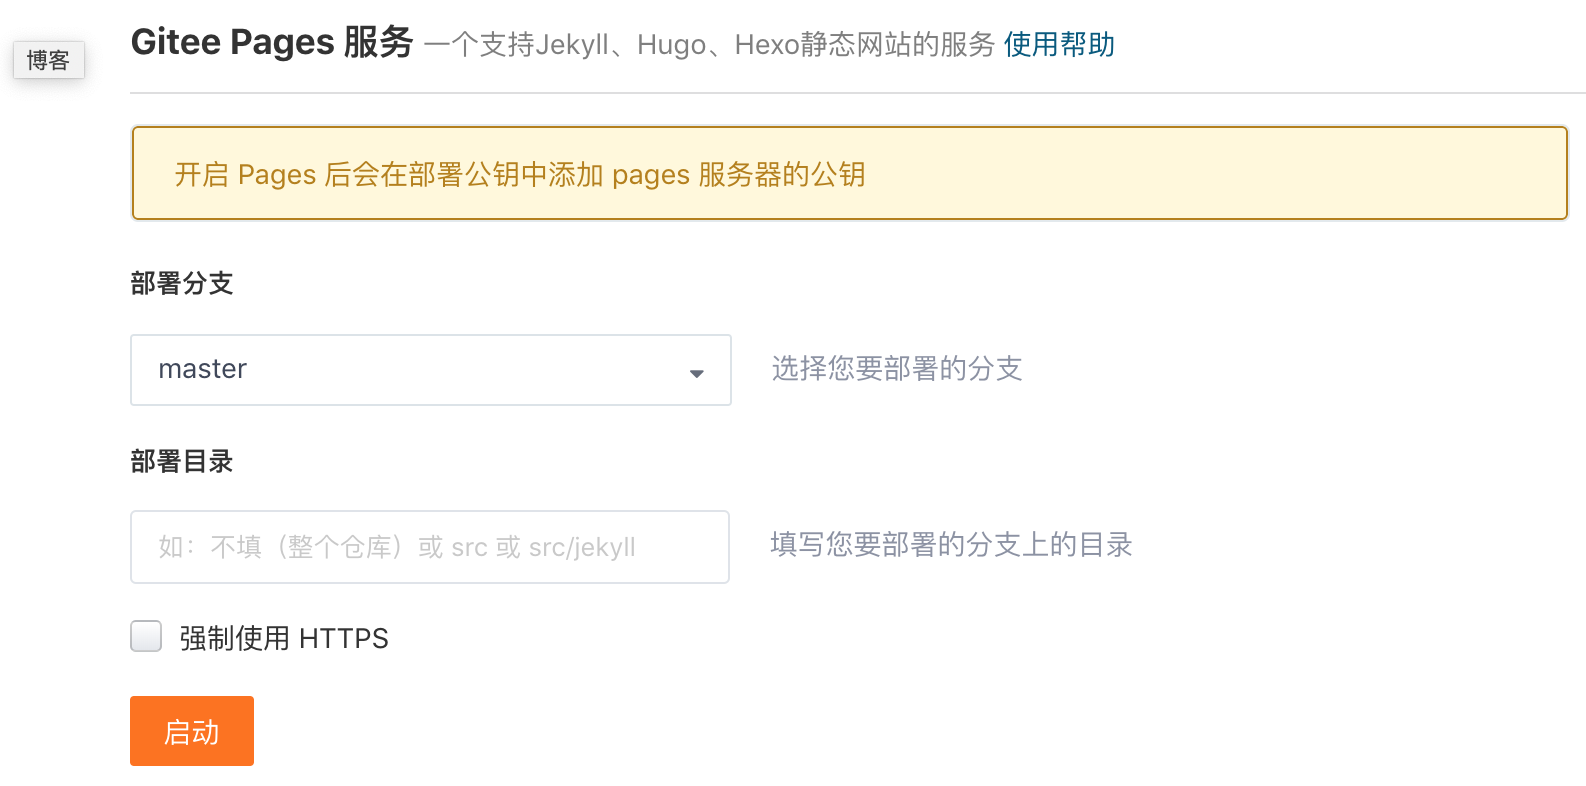 Gitee Pages 服务 一个支持Jekyll、Hugo、Hexo静态网站的服务 使用帮助
博客
开启 Pages 后会在部署公钥中添加 pages 服务器的公钥
部署分支
master 选择您要部署的分支
部署目录
如：不填（整个仓库）或 src 或 src/jekyll 填写您要部署的分支上的目录
强制使用 HTTPS
启动